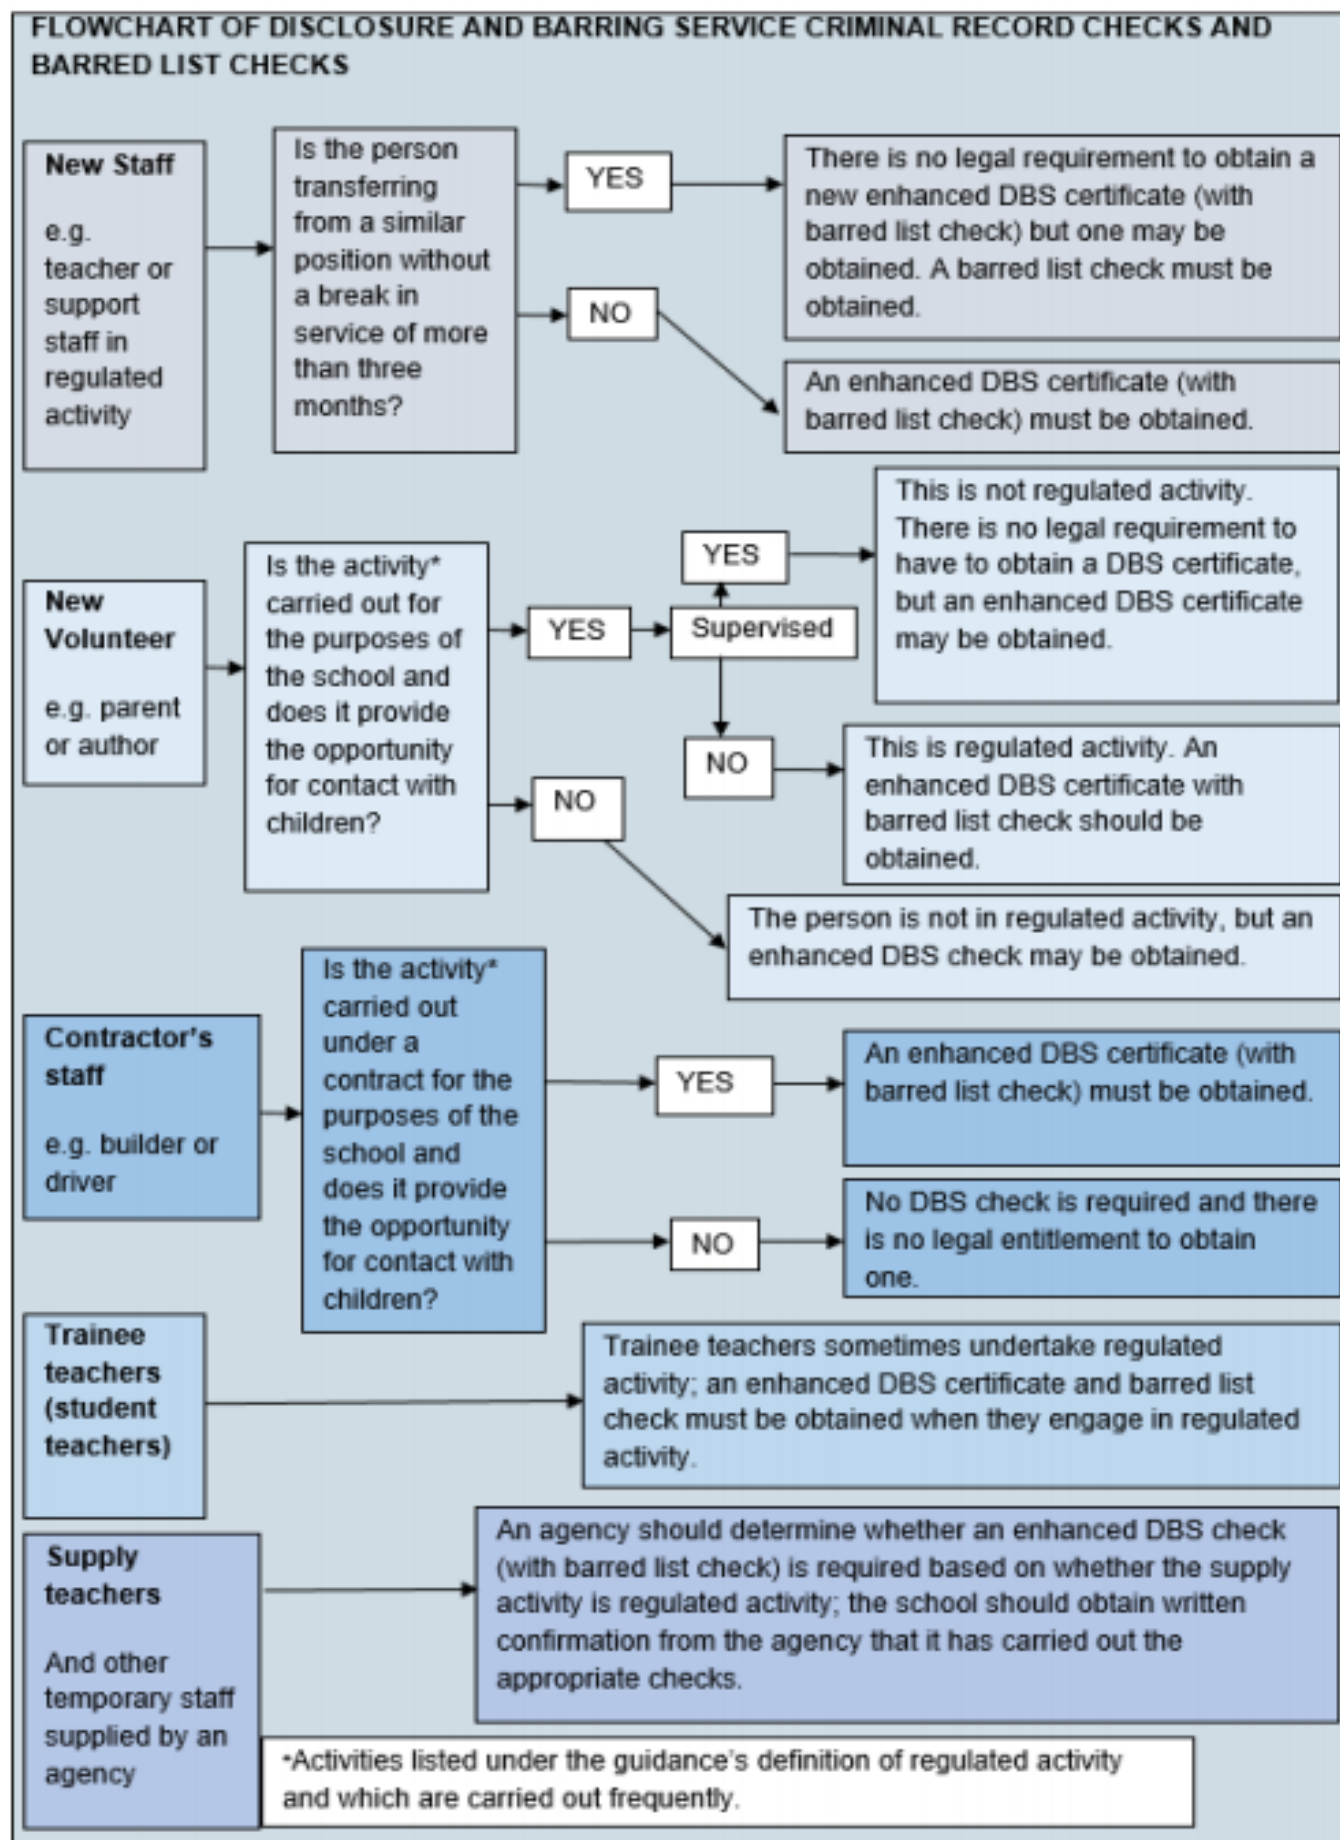 FLOWCHART OF DISCLOSURE AND BARRING SERVICE CRIMINAL RECORD CHECKS AND
BARRED LIST CHECKS
New Staff
e.g.
teacher or
support
staff in
regulated
activity
Is the person
transferring
from a similar
position without
a break in
service of more
than three
months?
YES
There is no legal requirement to obtain a
new enhanced DBS certificate (with
barred list check) but one may be
obtained. A barred list check must be
obtained.
NO
An enhanced DBS certificate (with
barred list check) must be obtained.
New
Volunteer
e.g. parent
or author
Is the activity*
carried out for
the purposes of
the school and
does it provide
the opportunity
for contact with
children?
YES
Supervised
YES
This is not regulated activity.
There is no legal requirement to
have to obtain a DBS certificate,
but an enhanced DBS certificate
may be obtained.
NO
This is regulated activity. An
enhanced DBS certificate with
barred list check should be
obtained.
NO
The person is not in regulated activity, but an
enhanced DBS check may be obtained.
Contractor's
staff
e.g. builder or
driver
Is the activity*
carried out
under a
contract for the
purposes of the
school and
does it provide
the opportunity
for contact with
children?
YES
An enhanced DBS certificate (with
barred list check) must be obtained.
NO
No DBS check is required and there
is no legal entitlement to obtain
one.
Trainee
teachers
(student
teachers)
Trainee teachers sometimes undertake regulated
activity; an enhanced DBS certificate and barred list
check must be obtained when they engage in regulated
activity.
Supply
teachers
And other
temporary staff
supplied by an
agency
An agency should determine whether an enhanced DBS check
(with barred list check) is required based on whether the supply
activity is regulated activity; the school should obtain written
confirmation from the agency that it has carried out the
appropriate checks.
*Activities listed under the guidance's definition of regulated activity
and which are carried out frequently.